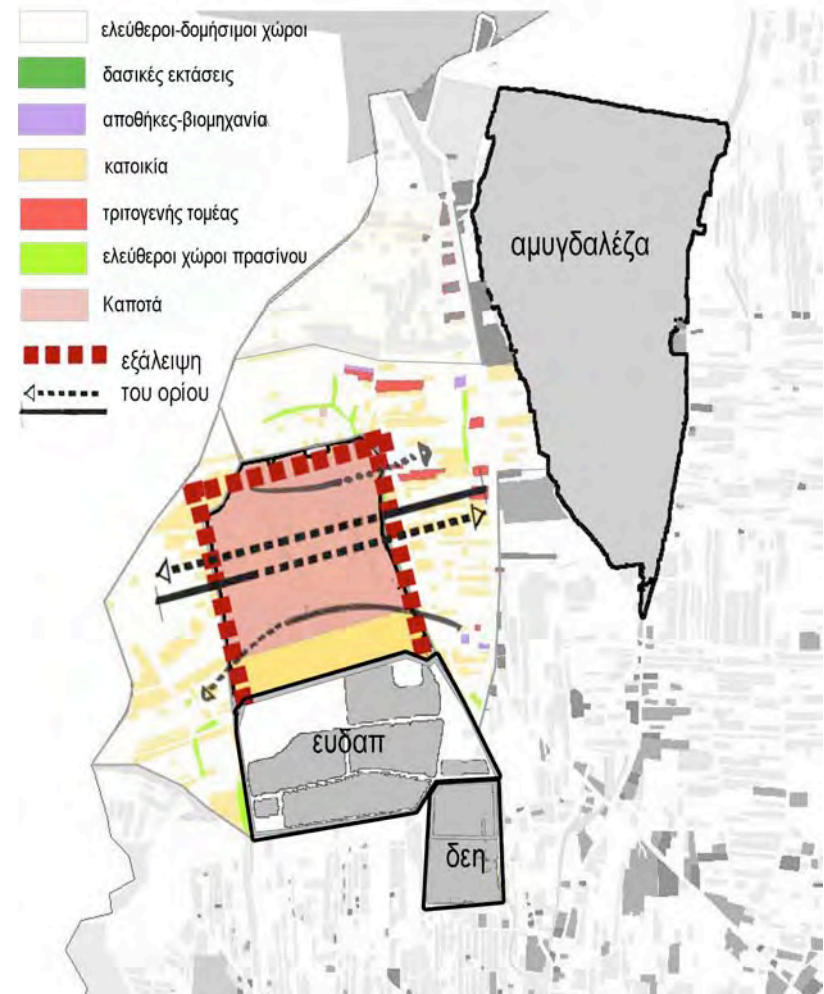 ελεύθεροι-δομήσιμοι χώροι
δασικές εκτάσεις
αποθήκες-βιομηχανία
κατοικία
τριτογενής τομέας
ελεύθεροι χώροι πρασίνου
Καποτά
εξάλειψη
του ορίου
αμυγδαλέζα
ευδαπ
δεη